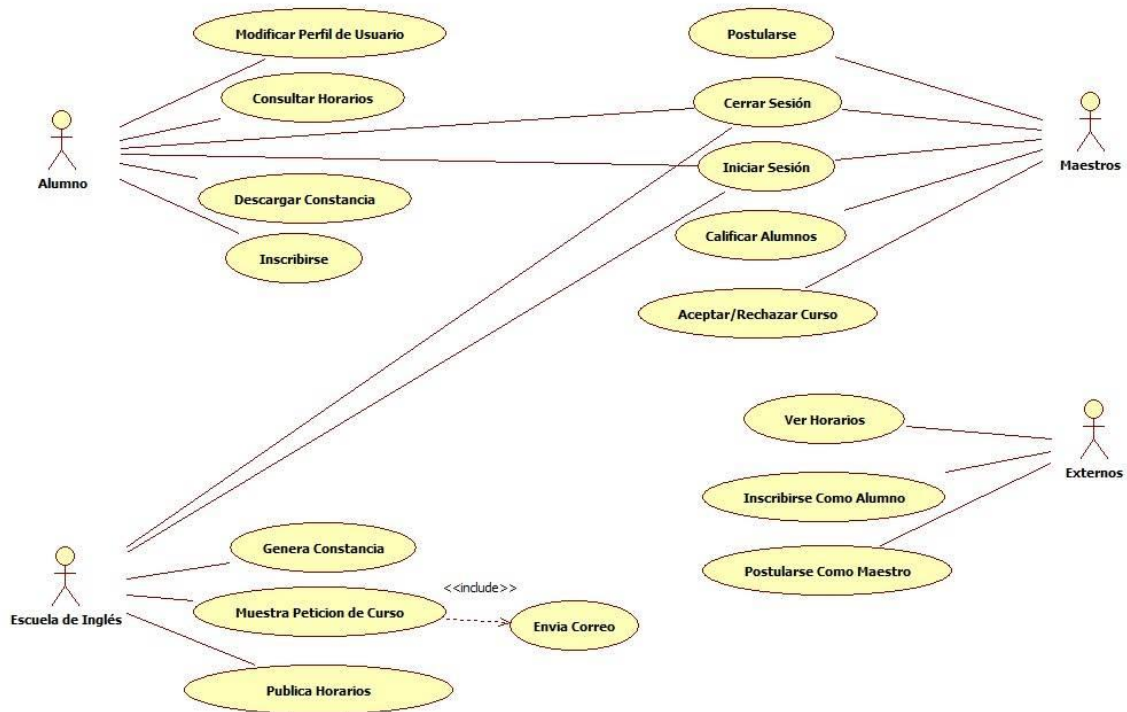 Modificar Perfil de Usuario
Postularse
Consultar Horarios
Cerrar Sesión
Alumno
Iniciar Sesión
Maestros
Descargar Constancia
Calificar Alumnos
Inscribirse
Aceptar/Rechazar Curso
Ver Horarios
Externos
Inscribirse Como Alumno
Genera Constancia
Postularse Como Maestro
<<include>>
Muestra Peticion de Curso
Escuela de Inglés
Envia Correo
Publica Horarios